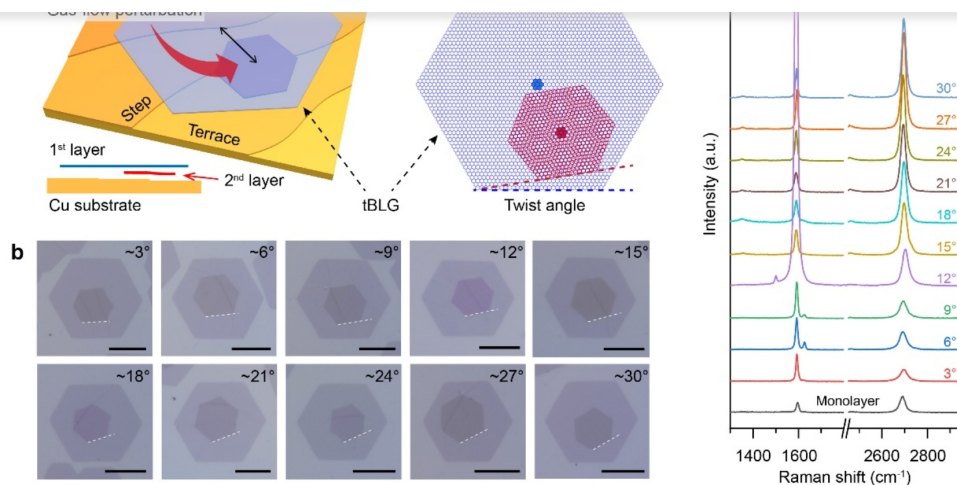 Gas-flow perturbation
Step
Terrace
1st layer
2nd layer
Cu substrate
tBLG
Twist angle
b
~3° ~6° ~9° ~12° ~15°
~18° ~21° ~24° ~27° ~30°
Intensity (a.u.)
30°
27°
24°
21°
18°
15°
12°
9°
6°
3°
Monolayer
1400 1600 2600 2800
Raman shift (cm⁻¹)